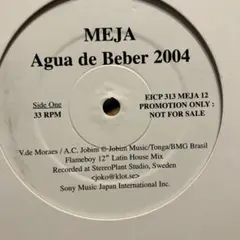 MEJA
Agua de Beber 2004
EICP 313 MEJA 12
Side One
PROMOTION ONLY :
33 RPM
NOT FOR SALE
V.de Moraes / A.C. Jobim © Jobim Music/Tonga/BMG Brasil
Flameboy 12" Latin House Mix
Recorded at StereoPlant Studio, Sweden
<joko@klot.se>
Sony Music Japan International Inc.